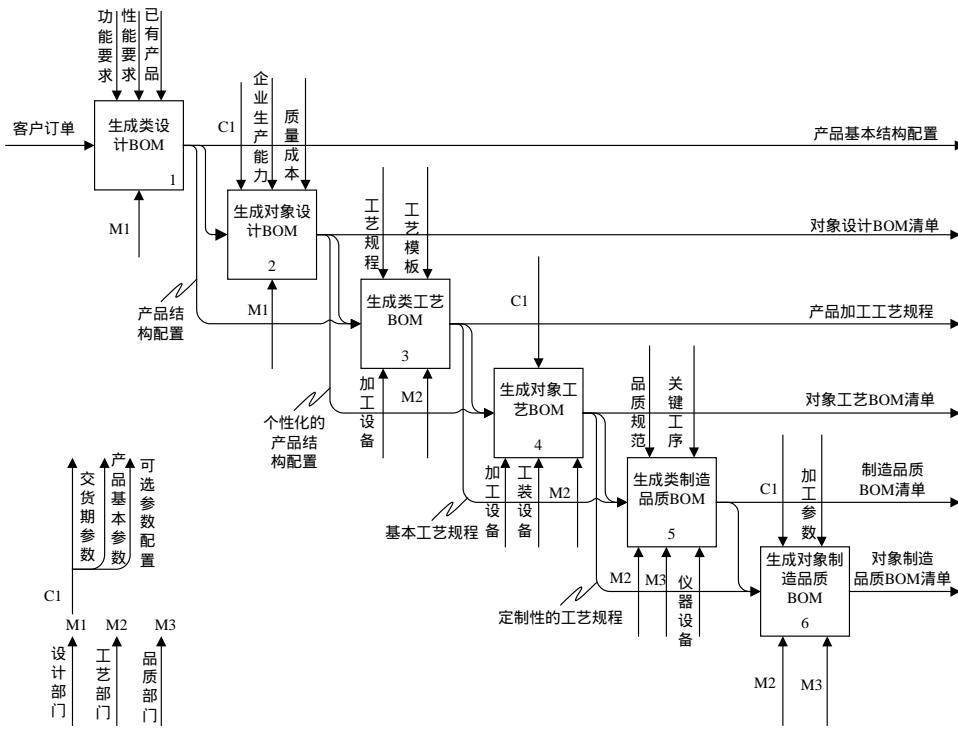 功能要求
性能要求
已有产品
客户订单
生成类设
计BOM
1
M1
产品基本结构配置
C1
企业生产能力
质量成本
生成对象设
计BOM
2
M1
对象设计BOM清单
产品结
构配置
工艺规程
工艺模板
生成类工艺
BOM
3
加工设备
M2
产品加工工艺规程
个性化的
产品结
构配置
C1
生成对象工
艺BOM
4
加工设备
工装设备
M2
对象工艺BOM清单
基本工艺规程
品质规范
关键工序
生成类制造
品质BOM
5
M2
M3
仪器设备
制造品质
BOM清单
定制性的工艺规程
C1
加工参数
生成对象制
造品质
BOM
6
M2
M3
对象制造
品质BOM清单
交货期参数
产品基本参数
可选参数配置
C1
M1
M2
M3
设计部门
工艺部门
品质部门